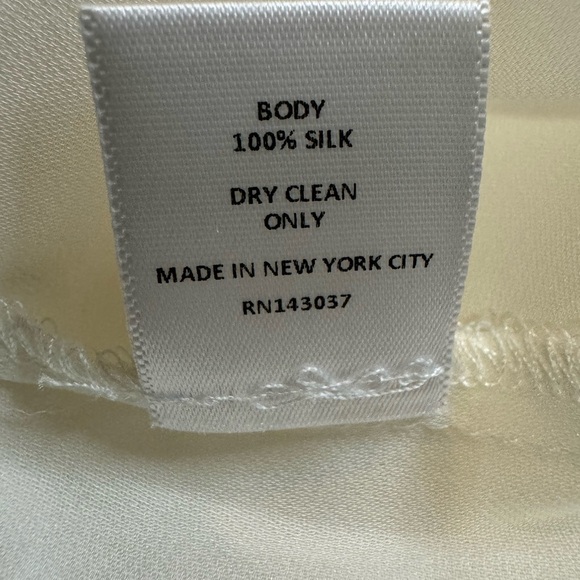 BODY
100% SILK
DRY CLEAN
ONLY
MADE IN NEW YORK CITY
RN143037